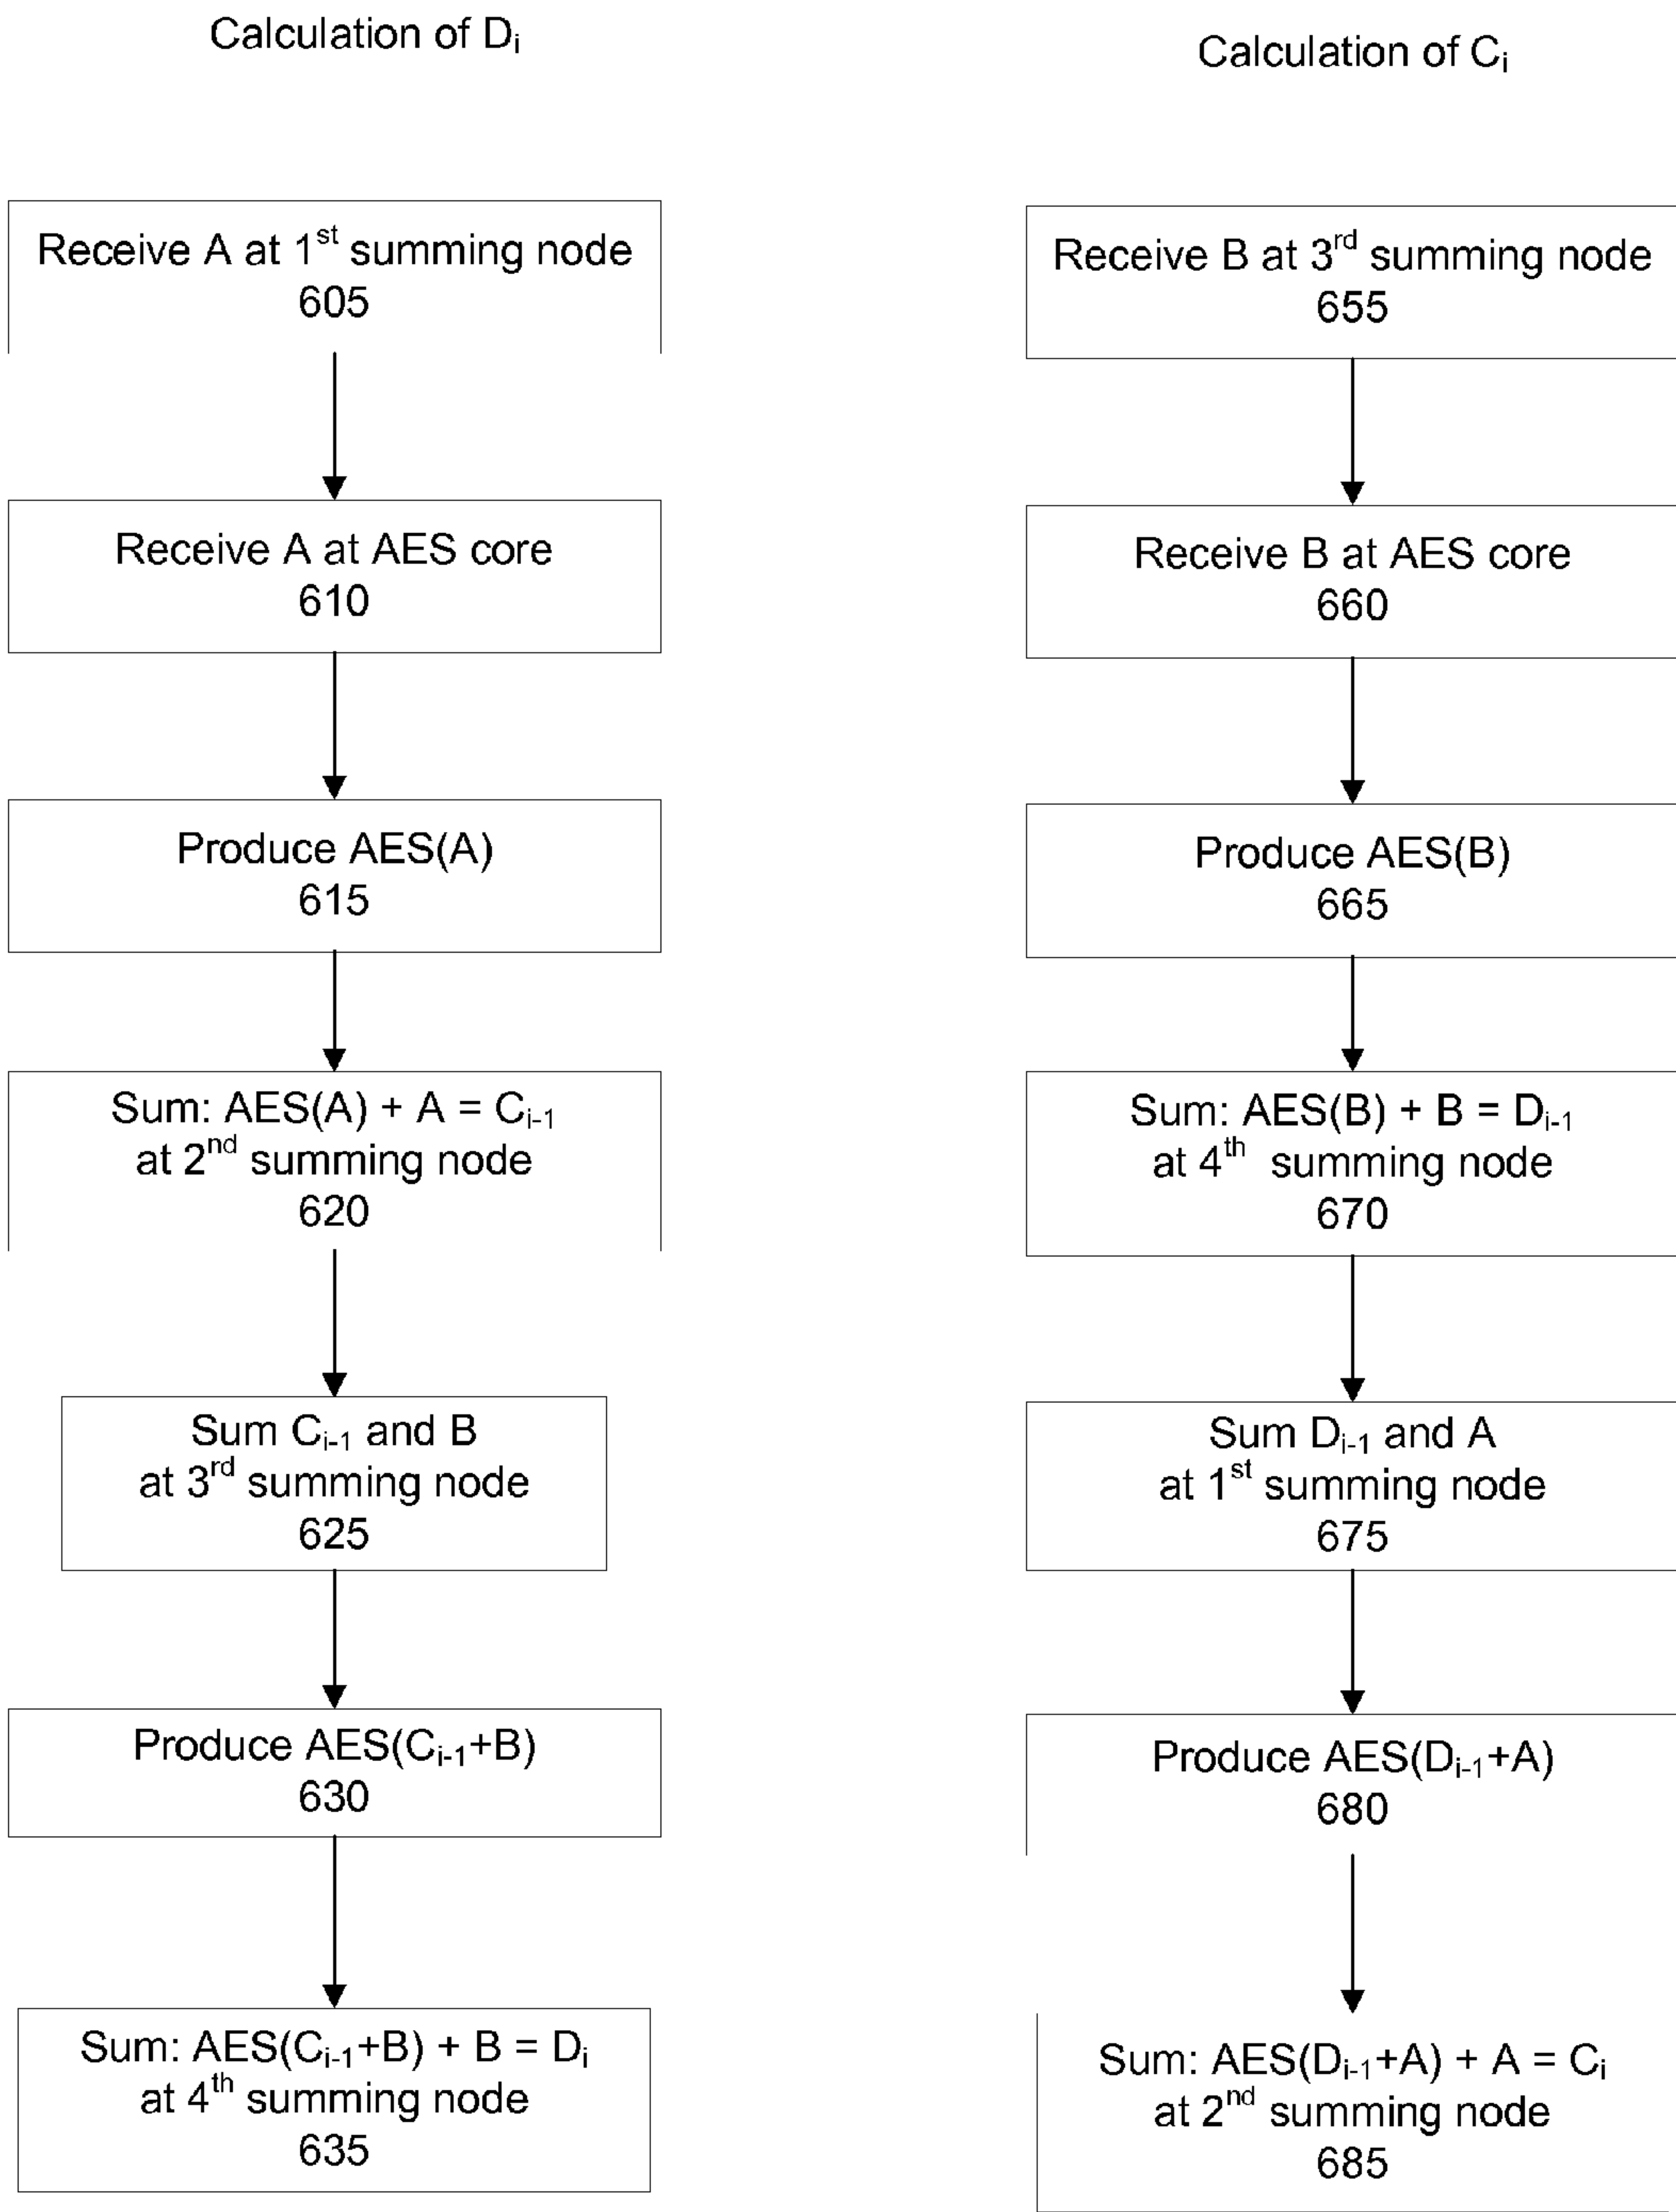 Calculation of Dᵢ
Receive A at 1ˢᵗ summing node
605
Receive A at AES core
610
Produce AES(A)
615
Sum: AES(A) + A = Cᵢ₋₁
at 2ⁿᵈ summing node
620
Sum Cᵢ₋₁ and B
at 3ʳᵈ summing node
625
Produce AES(Cᵢ₋₁+B)
630
Sum: AES(Cᵢ₋₁+B) + B = Dᵢ
at 4ᵗʰ summing node
635
Calculation of Cᵢ
Receive B at 3ʳᵈ summing node
655
Receive B at AES core
660
Produce AES(B)
665
Sum: AES(B) + B = Dᵢ₋₁
at 4ᵗʰ summing node
670
Sum Dᵢ₋₁ and A
at 1ˢᵗ summing node
675
Produce AES(Dᵢ₋₁+A)
680
Sum: AES(Dᵢ₋₁+A) + A = Cᵢ
at 2ⁿᵈ summing node
685